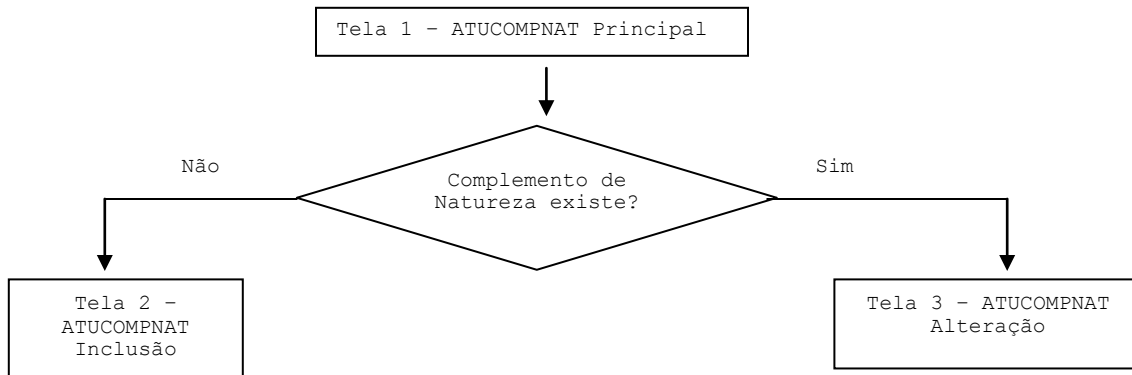 Tela 1 – ATUCOMPNAT Principal
Não
Sim
Complemento de
Natureza existe?
Tela 2 –
ATUCOMPNAT
Inclusão
Tela 3 – ATUCOMPNAT
Alteração